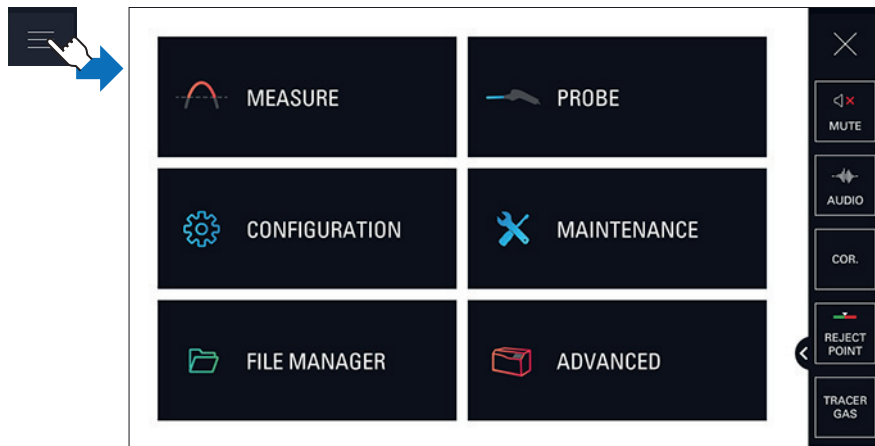 MEASURE
PROBE
CONFIGURATION
MAINTENANCE
FILE MANAGER
ADVANCED
MUTE
AUDIO
COR.
REJECT
POINT
TRACER
GAS